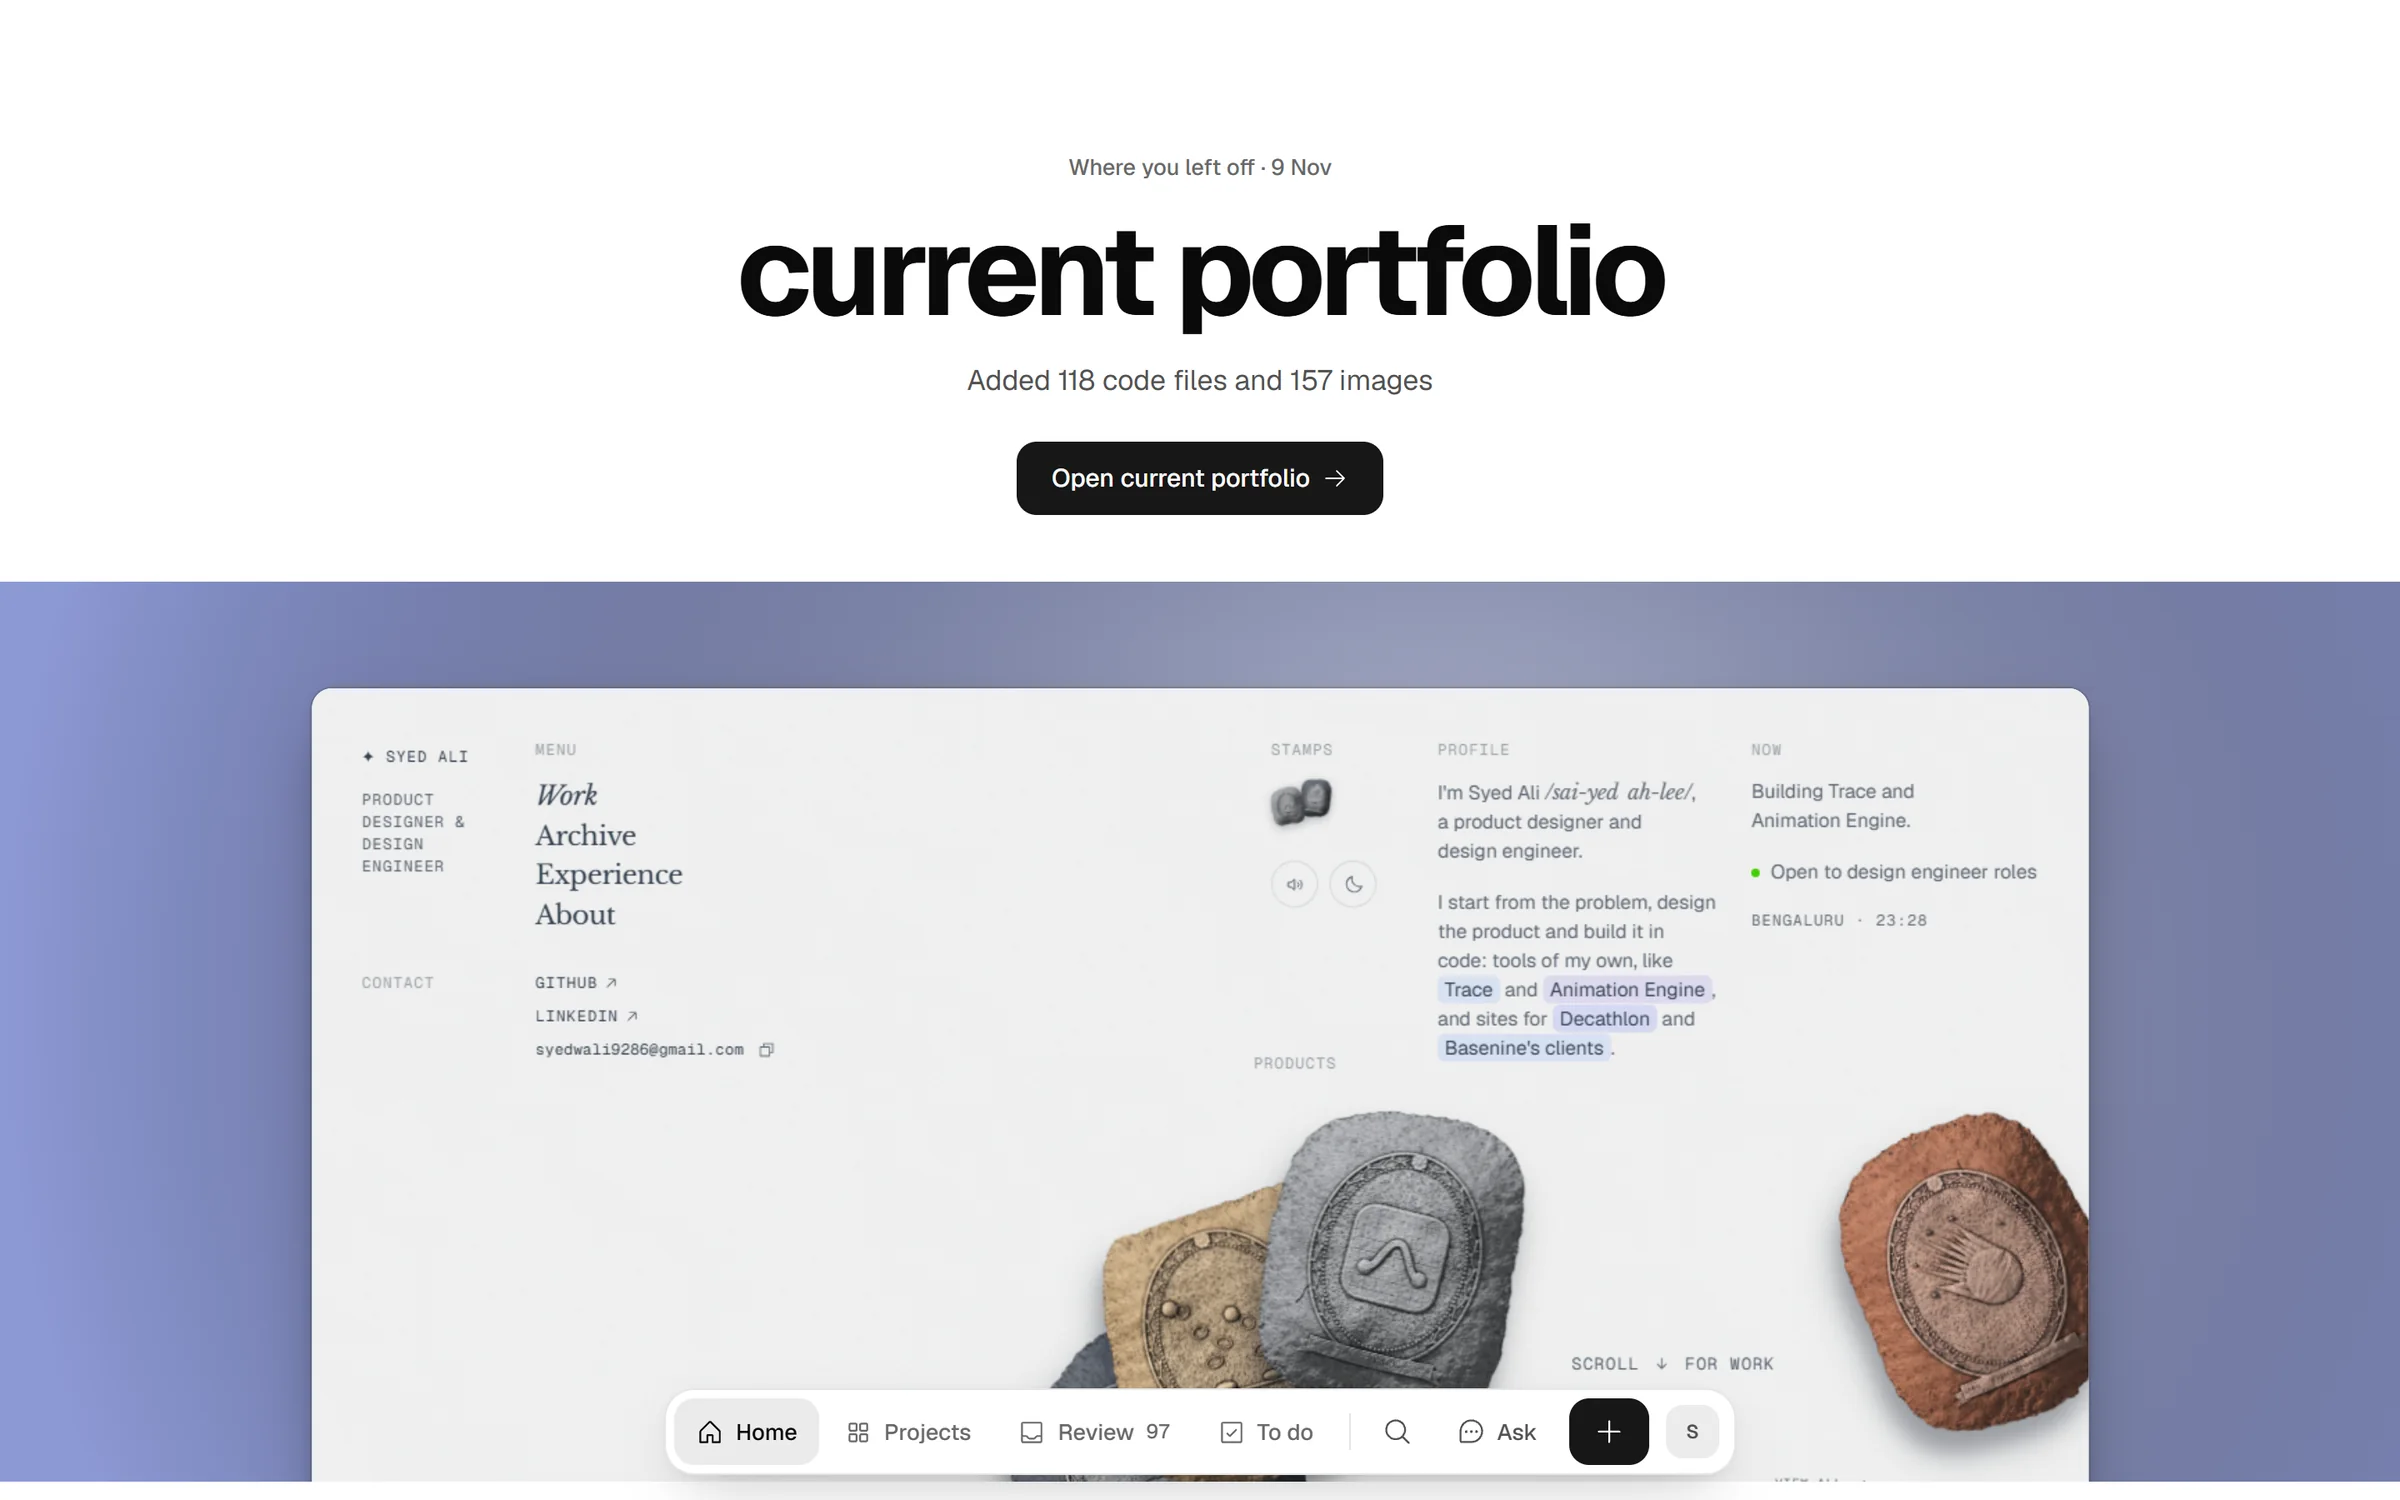 Where you left off · 9 Nov
current portfolio
Added 118 code files and 157 images
Open current portfolio →
✦ SYED ALI
PRODUCT
DESIGNER &
DESIGN
ENGINEER
MENU
Work
Archive
Experience
About
CONTACT
GITHUB ↗
LINKEDIN ↗
syedwali9286@gmail.com
STAMPS
PROFILE
I'm Syed Ali /sai-yed ah-lee/,
a product designer and
design engineer.
I start from the problem, design
the product and build it in
code: tools of my own, like
Trace and Animation Engine,
and sites for Decathlon and
Basenine's clients.
NOW
Building Trace and
Animation Engine.
Open to design engineer roles
BENGALURU · 23:28
PRODUCTS
SCROLL ↓ FOR WORK
Home
Projects
Review 97
To do
Ask
S